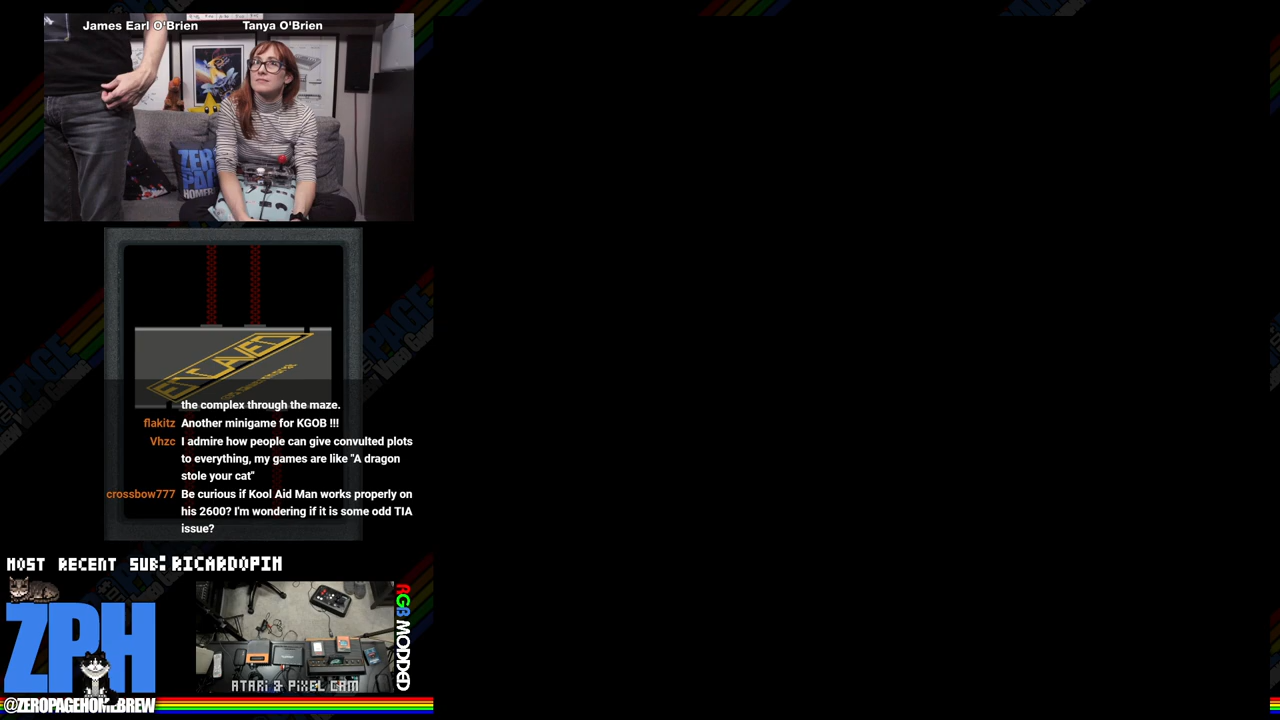 James Earl O'Brien
Tanya O'Brien
ZERO
PAGE
ENCAVED
the complex through the maze.
flakitz Another minigame for KGOB !!!
Vhzc I admire how people can give convulted plots
to everything, my games are like "A dragon
stole your cat"
crossbow777 Be curious if Kool Aid Man works properly on
his 2600? I'm wondering if it is some odd TIA
issue?
MOST RECENT SUB: RICARDOPIM
ZPH
@ZEROPAGEHOMEBREW
ATARI & PIXEL CAM
RGB MODDED